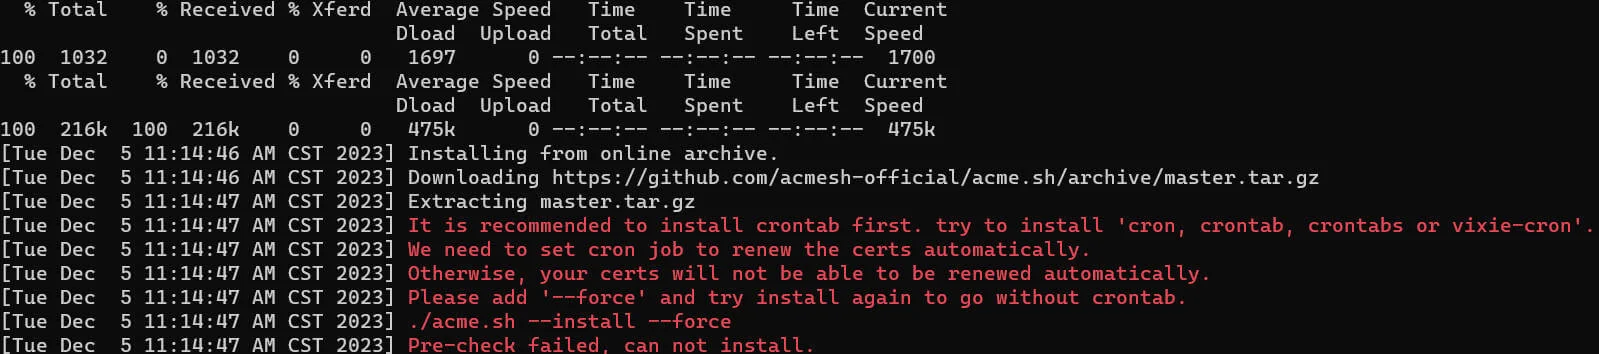 % Total % Received % Xferd Average Speed Time Time Time Current
Dload Upload Total Spent Left Speed
100 1032 0 1032 0 0 1697 0 --:--:-- --:--:-- --:--:-- 1700
% Total % Received % Xferd Average Speed Time Time Time Current
Dload Upload Total Spent Left Speed
100 216k 100 216k 0 0 475k 0 --:--:-- --:--:-- --:--:-- 475k
[Tue Dec 5 11:14:46 AM CST 2023] Installing from online archive.
[Tue Dec 5 11:14:46 AM CST 2023] Downloading https://github.com/acmesh-official/acme.sh/archive/master.tar.gz
[Tue Dec 5 11:14:47 AM CST 2023] Extracting master.tar.gz
[Tue Dec 5 11:14:47 AM CST 2023] It is recommended to install crontab first. try to install 'cron, crontab, crontabs or vixie-cron'.
[Tue Dec 5 11:14:47 AM CST 2023] We need to set cron job to renew the certs automatically.
[Tue Dec 5 11:14:47 AM CST 2023] Otherwise, your certs will not be able to be renewed automatically.
[Tue Dec 5 11:14:47 AM CST 2023] Please add '--force' and try install again to go without crontab.
[Tue Dec 5 11:14:47 AM CST 2023] ./acme.sh --install --force
[Tue Dec 5 11:14:47 AM CST 2023] Pre-check failed, can not install.